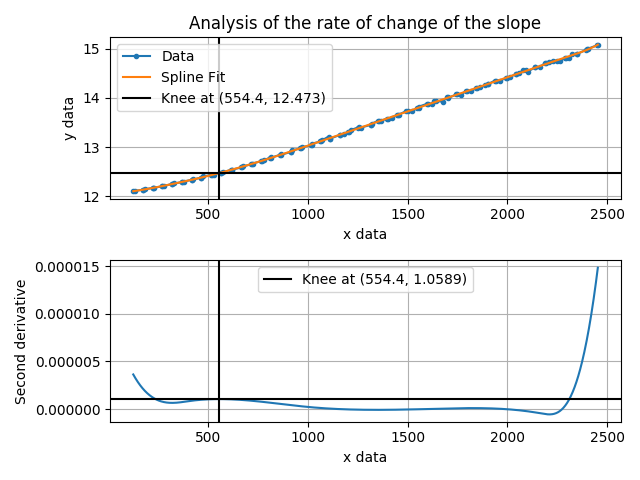 Analysis of the rate of change of the slope
15
14
13
12
y data
Data
Spline Fit
Knee at (554.4, 12.473)
500
1000
1500
2000
2500
x data
0.000015
0.000010
0.000005
0.000000
Second derivative
Knee at (554.4, 1.0589)
500
1000
1500
2000
2500
x data